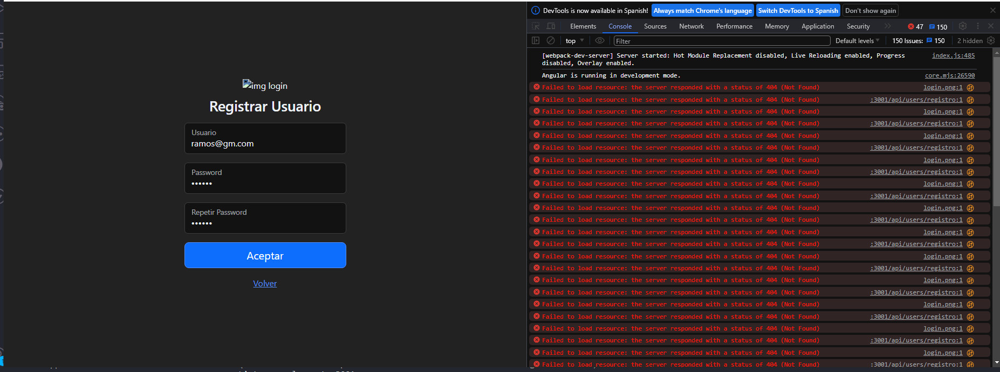 img login
Registrar Usuario
Usuario
ramos@gm.com
Password
••••••
Repetir Password
••••••
Aceptar
Volver
DevTools is now available in Spanish! Always match Chrome's language Switch DevTools to Spanish Don't show again
Elements Console Sources Network Performance Memory Application Security 47 150
top Filter Default levels 150 Issues: 150 2 hidden
[webpack-dev-server] Server started: Hot Module Replacement disabled, Live Reloading enabled, Progress index.js:485
disabled, Overlay enabled.
Angular is running in development mode. core.mjs:26590
Failed to load resource: the server responded with a status of 404 (Not Found) login.png:1
Failed to load resource: the server responded with a status of 404 (Not Found) :3001/api/users/registro:1
Failed to load resource: the server responded with a status of 404 (Not Found) login.png:1
Failed to load resource: the server responded with a status of 404 (Not Found) :3001/api/users/registro:1
Failed to load resource: the server responded with a status of 404 (Not Found) login.png:1
Failed to load resource: the server responded with a status of 404 (Not Found) :3001/api/users/registro:1
Failed to load resource: the server responded with a status of 404 (Not Found) login.png:1
Failed to load resource: the server responded with a status of 404 (Not Found) :3001/api/users/registro:1
Failed to load resource: the server responded with a status of 404 (Not Found) login.png:1
Failed to load resource: the server responded with a status of 404 (Not Found) :3001/api/users/registro:1
Failed to load resource: the server responded with a status of 404 (Not Found) login.png:1
Failed to load resource: the server responded with a status of 404 (Not Found) :3001/api/users/registro:1
Failed to load resource: the server responded with a status of 404 (Not Found) login.png:1
Failed to load resource: the server responded with a status of 404 (Not Found) :3001/api/users/registro:1
Failed to load resource: the server responded with a status of 404 (Not Found) login.png:1
Failed to load resource: the server responded with a status of 404 (Not Found) :3001/api/users/registro:1
Failed to load resource: the server responded with a status of 404 (Not Found) login.png:1
Failed to load resource: the server responded with a status of 404 (Not Found) :3001/api/users/registro:1
Failed to load resource: the server responded with a status of 404 (Not Found) login.png:1
Failed to load resource: the server responded with a status of 404 (Not Found) :3001/api/users/registro:1
Failed to load resource: the server responded with a status of 404 (Not Found) login.png:1
Failed to load resource: the server responded with a status of 404 (Not Found) :3001/api/users/registro:1
Failed to load resource: the server responded with a status of 404 (Not Found) login.png:1
Failed to load resource: the server responded with a status of 404 (Not Found) :3001/api/users/registro:1